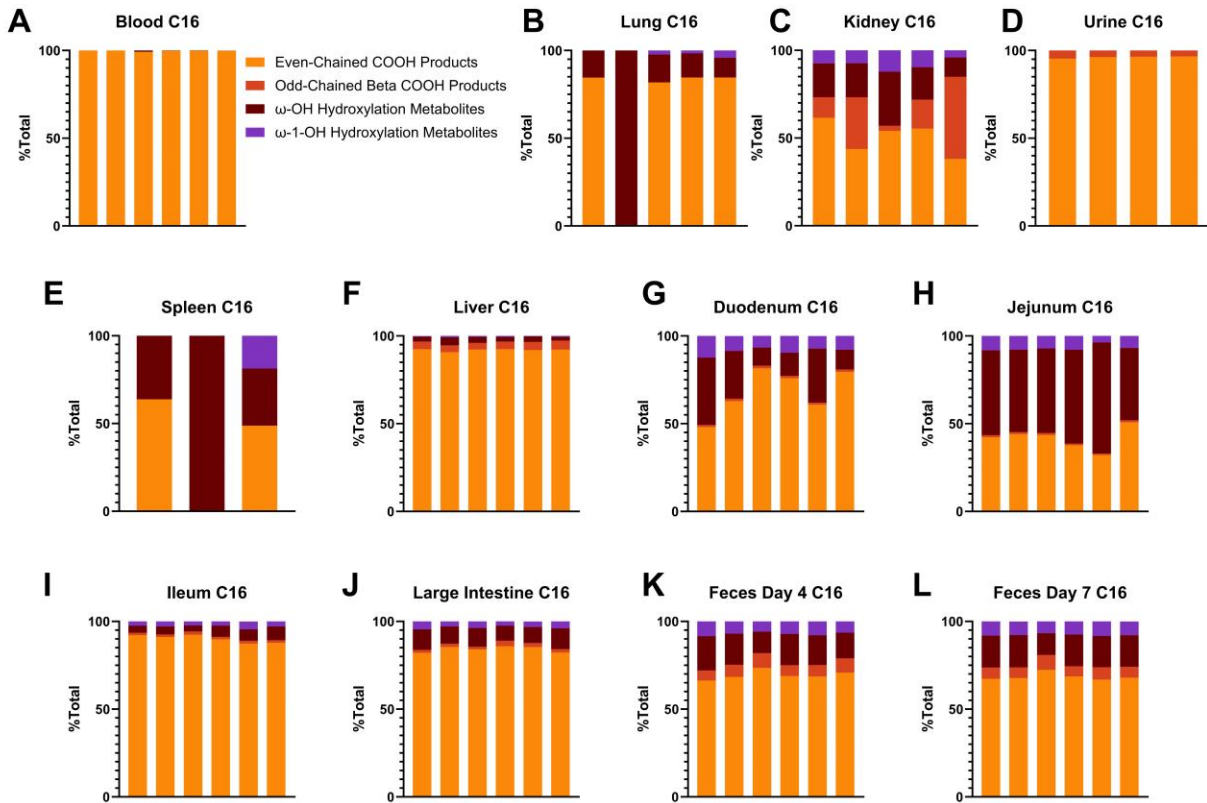 A
Blood C16
100
50
0
%Total
Even-Chained COOH Products
Odd-Chained Beta COOH Products
ω-OH Hydroxylation Metabolites
ω-1-OH Hydroxylation Metabolites
B
Lung C16
100
50
0
%Total
C
Kidney C16
100
50
0
%Total
D
Urine C16
100
50
0
%Total
E
Spleen C16
100
50
0
%Total
F
Liver C16
100
50
0
%Total
G
Duodenum C16
100
50
0
%Total
H
Jejunum C16
100
50
0
%Total
I
Ileum C16
100
50
0
%Total
J
Large Intestine C16
100
50
0
%Total
K
Feces Day 4 C16
100
50
0
%Total
L
Feces Day 7 C16
100
50
0
%Total